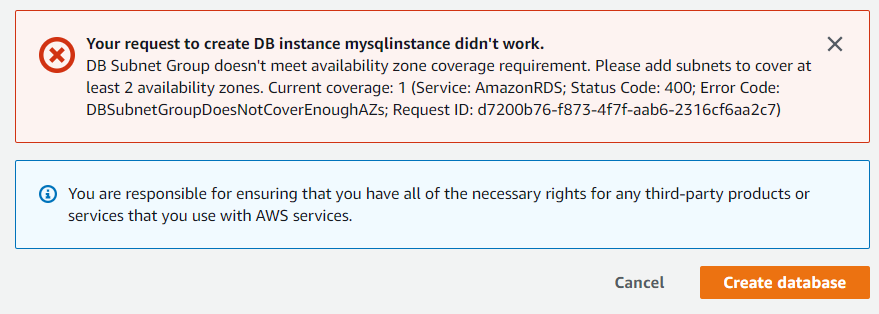 Your request to create DB instance mysqlinstance didn't work.
DB Subnet Group doesn't meet availability zone coverage requirement. Please add subnets to cover at
least 2 availability zones. Current coverage: 1 (Service: AmazonRDS; Status Code: 400; Error Code:
DBSubnetGroupDoesNotCoverEnoughAZs; Request ID: d7200b76-f873-4f7f-aab6-2316cf6aa2c7)
You are responsible for ensuring that you have all of the necessary rights for any third-party products or
services that you use with AWS services.
Cancel
Create database